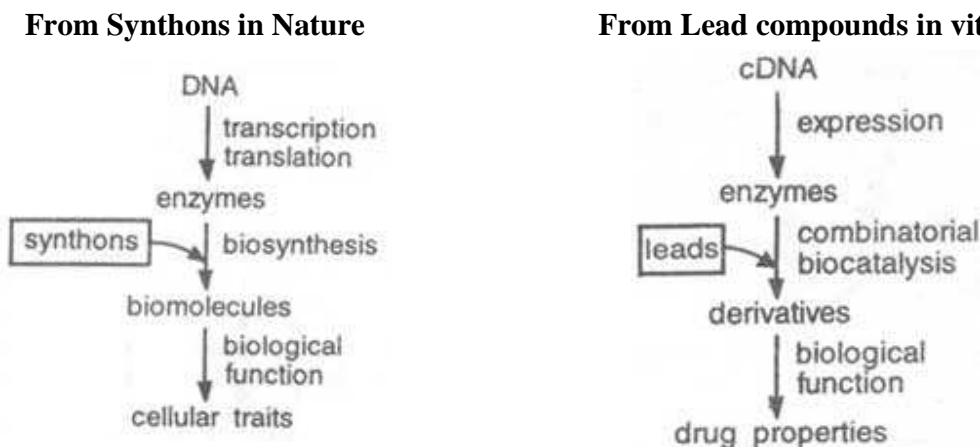 From Synthons in Nature
DNA
transcription
translation
enzymes
synthons
biosynthesis
biomolecules
biological
function
cellular traits
From Lead compounds in vit
cDNA
expression
enzymes
leads
combinatorial
biocatalysis
derivatives
biological
function
drug properties